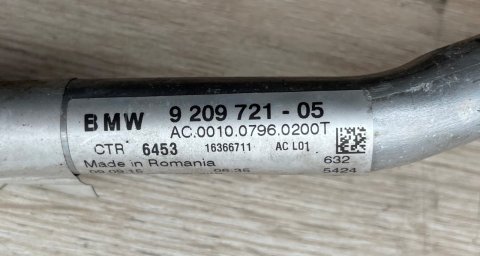 BMW 9 209 721 - 05
AC.0010.0796.0200T
CTR 6453 16366711 AC L01
Made in Romania 632
5424